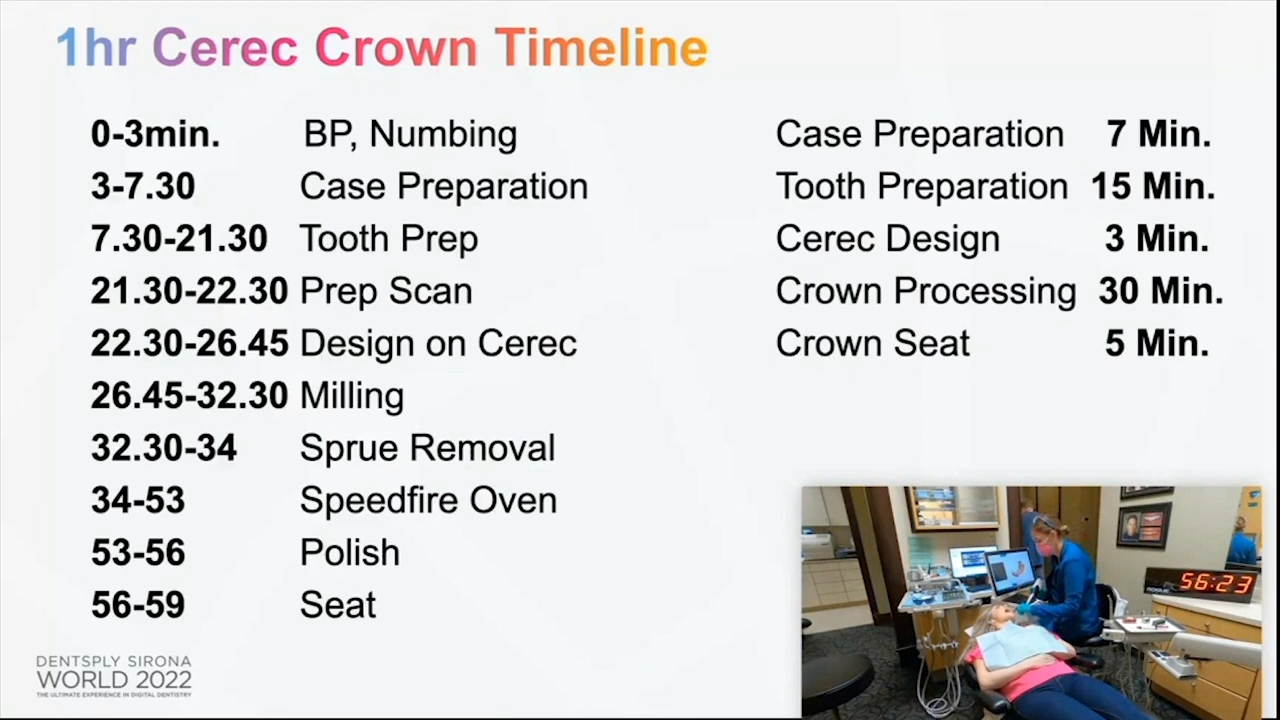 1hr Cerec Crown Timeline
0-3min. BP, Numbing
3-7.30 Case Preparation
7.30-21.30 Tooth Prep
21.30-22.30 Prep Scan
22.30-26.45 Design on Cerec
26.45-32.30 Milling
32.30-34 Sprue Removal
34-53 Speedfire Oven
53-56 Polish
56-59 Seat
Case Preparation 7 Min.
Tooth Preparation 15 Min.
Cerec Design 3 Min.
Crown Processing 30 Min.
Crown Seat 5 Min.
56:23
DENTSPLY SIRONA
WORLD 2022
THE ULTIMATE EXPERIENCE IN DIGITAL DENTISTRY